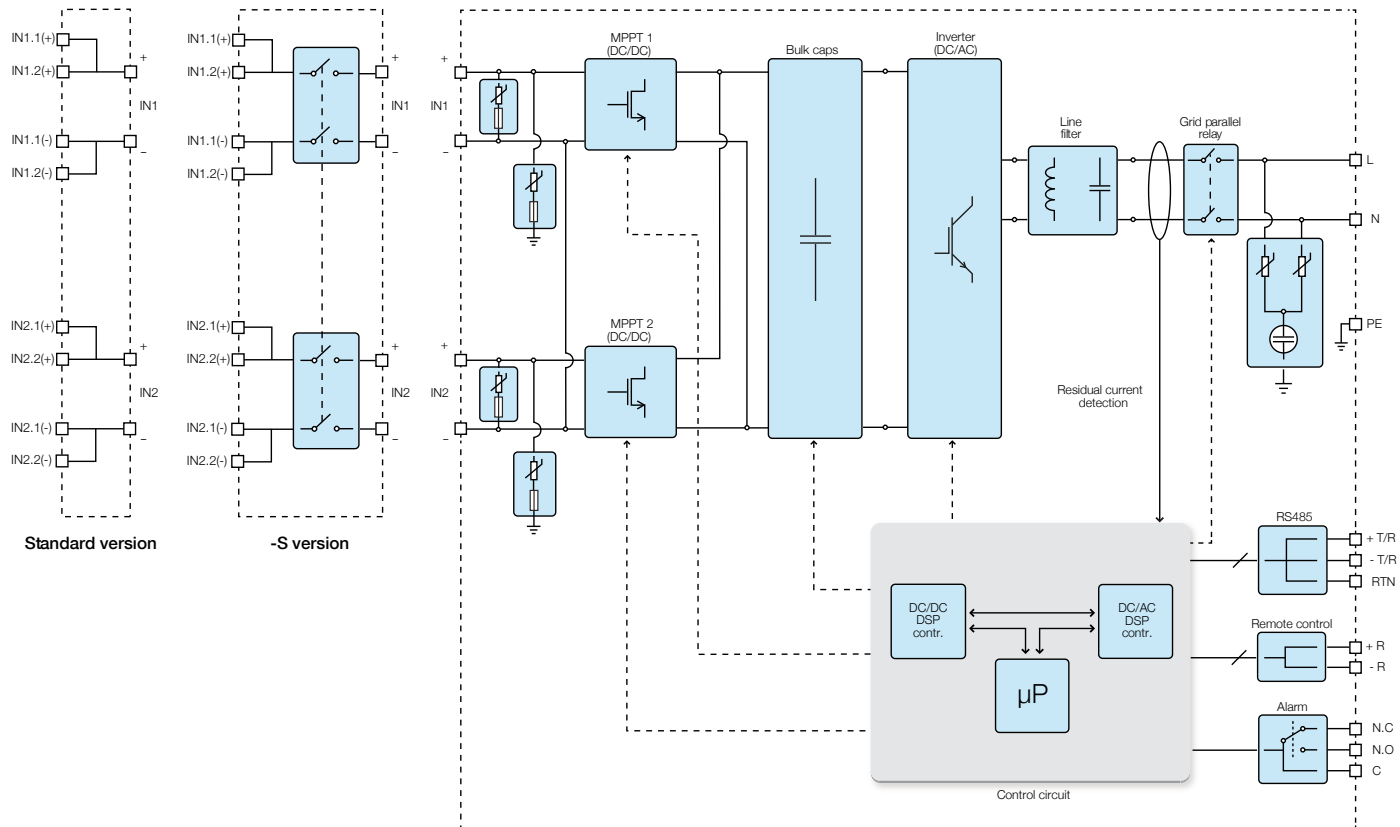 IN1.1(+)
IN1.2(+)
+
IN1
IN1.1(-)
–
IN1.2(-)
IN2.1(+)
+
IN2.2(+)
IN2
IN2.1(-)
–
IN2.2(-)
Standard version
IN1.1(+)
IN1.2(+)
+
IN1
IN1.1(-)
–
IN1.2(-)
IN2.1(+)
+
IN2.2(+)
IN2
IN2.1(-)
–
IN2.2(-)
-S version
+
IN1
–
+
IN2
–
MPPT 1
(DC/DC)
MPPT 2
(DC/DC)
Bulk caps
Inverter
(DC/AC)
Line
filter
Grid parallel
relay
L
N
PE
Residual current
detection
DC/DC
DSP
contr.
DC/AC
DSP
contr.
µP
Control circuit
RS485
+ T/R
- T/R
RTN
Remote control
+ R
- R
Alarm
N.C
N.O
C